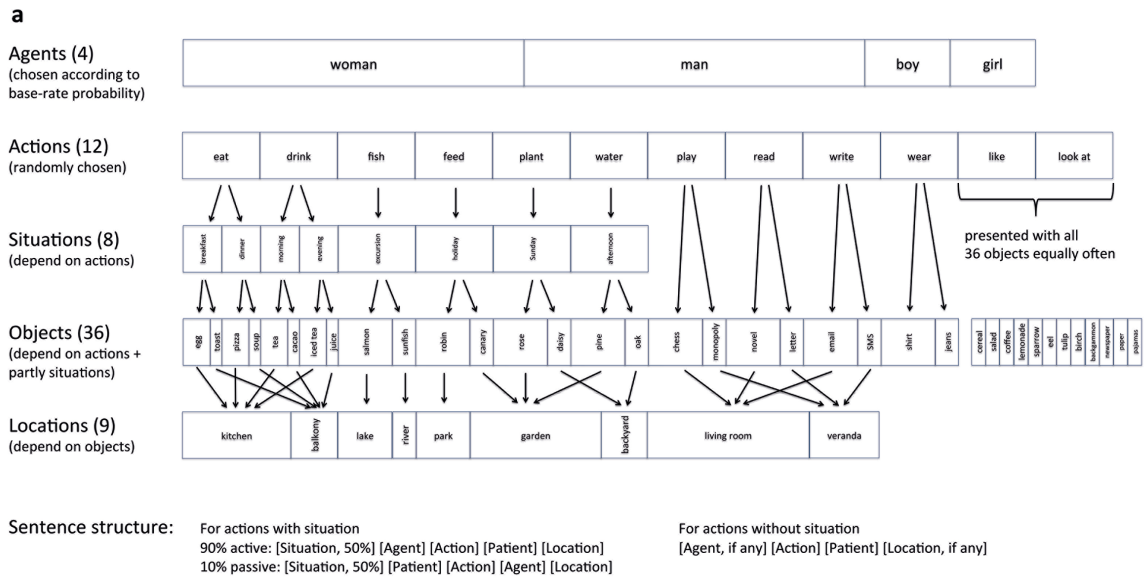 a
Agents (4)
(chosen according to
base-rate probability)
woman man boy girl
Actions (12)
(randomly chosen)
eat drink fish feed plant water play read write wear like look at
Situations (8)
(depend on actions)
breakfast dinner morning evening excursion holiday Sunday afternoon
presented with all
36 objects equally often
Objects (36)
(depend on actions +
partly situations)
egg toast pizza soup tea cacao iced tea juice salmon sunfish robin canary rose daisy pine oak chess monopoly novel letter email SMS shirt jeans cereal salad coffee lemonade sparrow eel tulip birch backgammon newspaper paper pajamas
Locations (9)
(depend on objects)
kitchen balkony lake river park garden backyard living room veranda
Sentence structure:
For actions with situation
90% active: [Situation, 50%] [Agent] [Action] [Patient] [Location]
10% passive: [Situation, 50%] [Patient] [Action] [Agent] [Location]
For actions without situation
[Agent, if any] [Action] [Patient] [Location, if any]